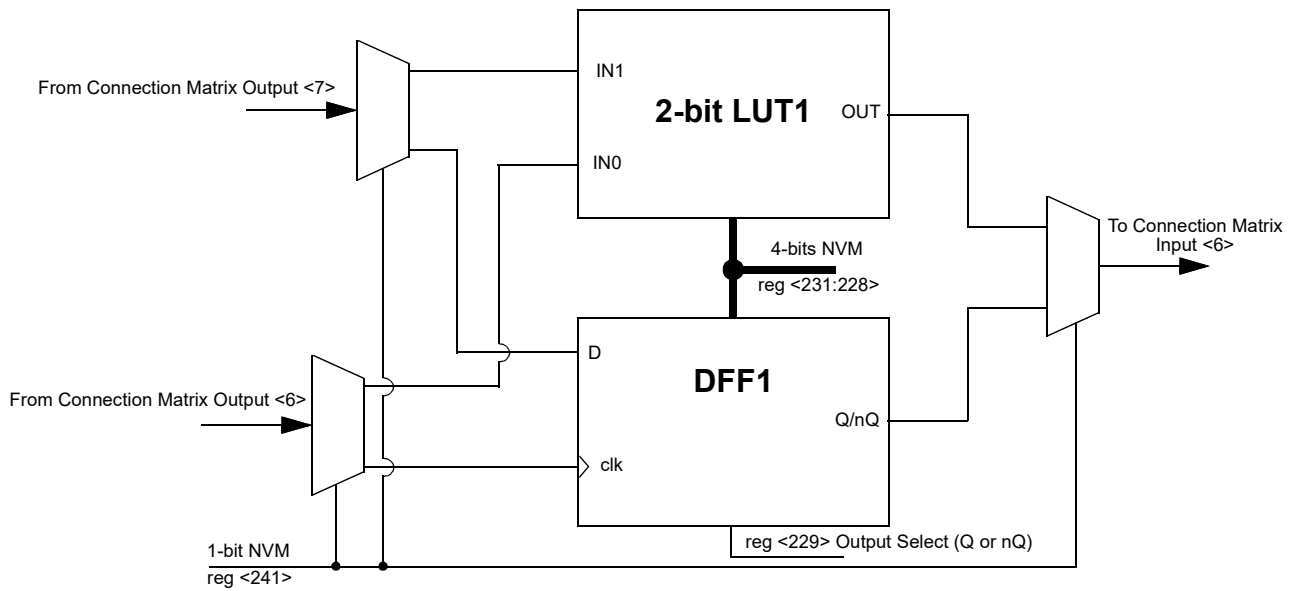 From Connection Matrix Output <7>
IN1
2-bit LUT1
OUT
IN0
To Connection Matrix
Input <6>
4-bits NVM
reg <231:228>
D
DFF1
From Connection Matrix Output <6>
Q/nQ
clk
reg <229> Output Select (Q or nQ)
1-bit NVM
reg <241>